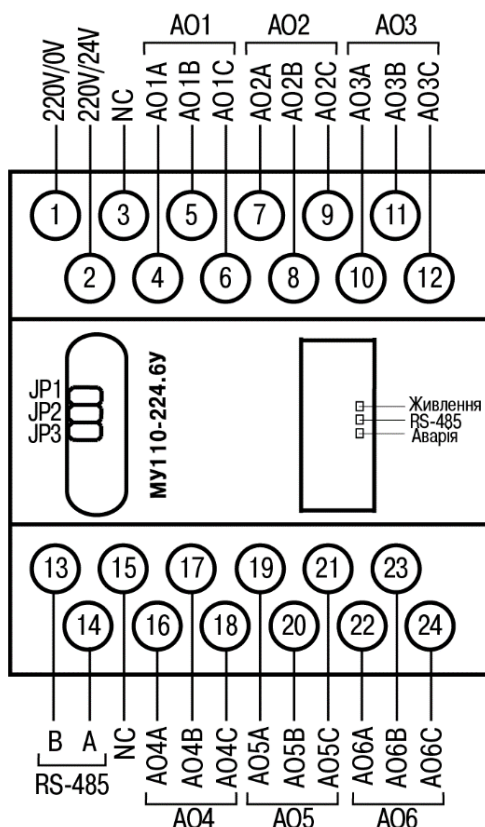 AO1 AO2 AO3
220V/0V
220V/24V
NC
AO1A
AO1B
AO1C
AO2A
AO2B
AO2C
AO3A
AO3B
AO3C
1 3 5 7 9 11
2 4 6 8 10 12
JP1
JP2
JP3
МУ110-224.6У
Живлення
RS-485
Аварія
13 15 17 19 21 23
14 16 18 20 22 24
B A
NC
AO4A
AO4B
AO4C
AO5A
AO5B
AO5C
AO6A
AO6B
AO6C
RS-485
AO4 AO5 AO6